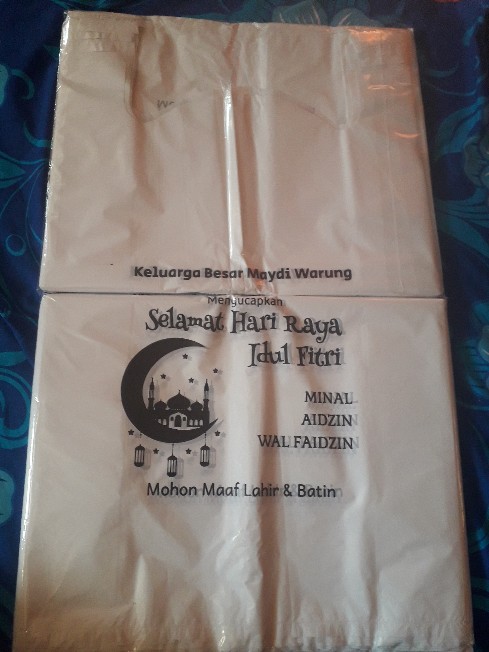 Keluarga Besar Maydi Warung
Menyucapkan
Selamat Hari Raya
Idul Fitri
MINAL
AIDZIN
WAL FAIDZIN
Mohon Maaf Lahir & Batin